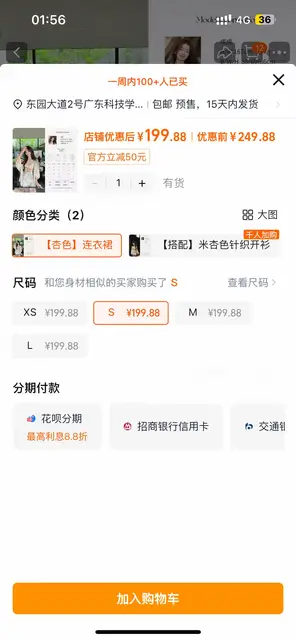 01:56
4G 36
12
一周内100+人已买
东园大道2号广东科技学... 包邮 预售，15天内发货
店铺优惠后 ¥199.88 优惠前 ¥249.88
官方立减50元
− 1 + 有货
颜色分类（2） 大图
千人加购
【杏色】连衣裙 【搭配】米杏色针织开衫
尺码 和您身材相似的买家购买了 S 查看尺码
XS ¥199.88 S ¥199.88 M ¥199.88
L ¥199.88
分期付款
花呗分期 招商银行信用卡 交通银
最高利息8.8折
加入购物车